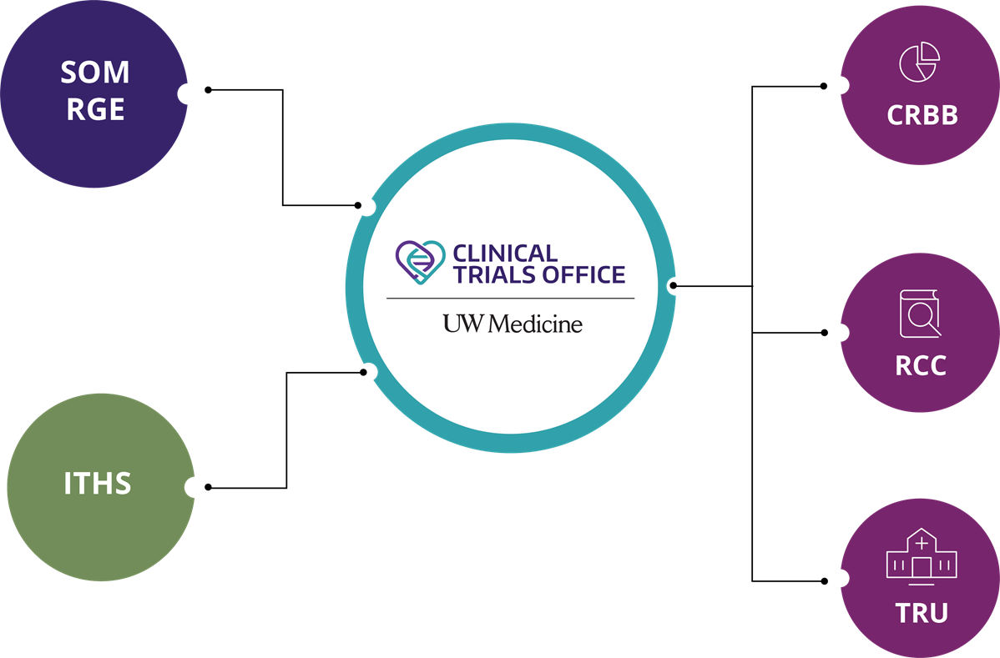 SOM
RGE
ITHS
CLINICAL
TRIALS OFFICE
UW Medicine
CRBB
RCC
TRU